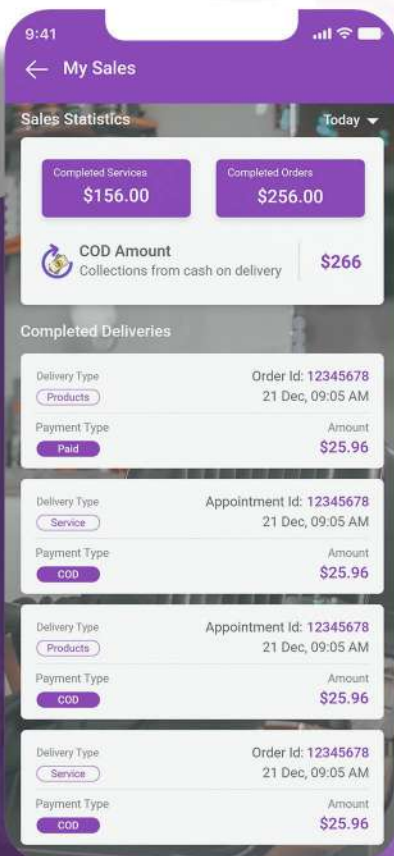 9:41
My Sales
Sales Statistics
Today
Completed Services
$156.00
Completed Orders
$256.00
COD Amount
Collections from cash on delivery
$266
Completed Deliveries
Delivery Type
Order Id: 12345678
Products
21 Dec, 09:05 AM
Payment Type
Amount
Paid
$25.96
Delivery Type
Appointment Id: 12345678
Service
21 Dec, 09:05 AM
Payment Type
Amount
COD
$25.96
Delivery Type
Appointment Id: 12345678
Products
21 Dec, 09:05 AM
Payment Type
Amount
COD
$25.96
Delivery Type
Order Id: 12345678
Service
21 Dec, 09:05 AM
Payment Type
Amount
COD
$25.96